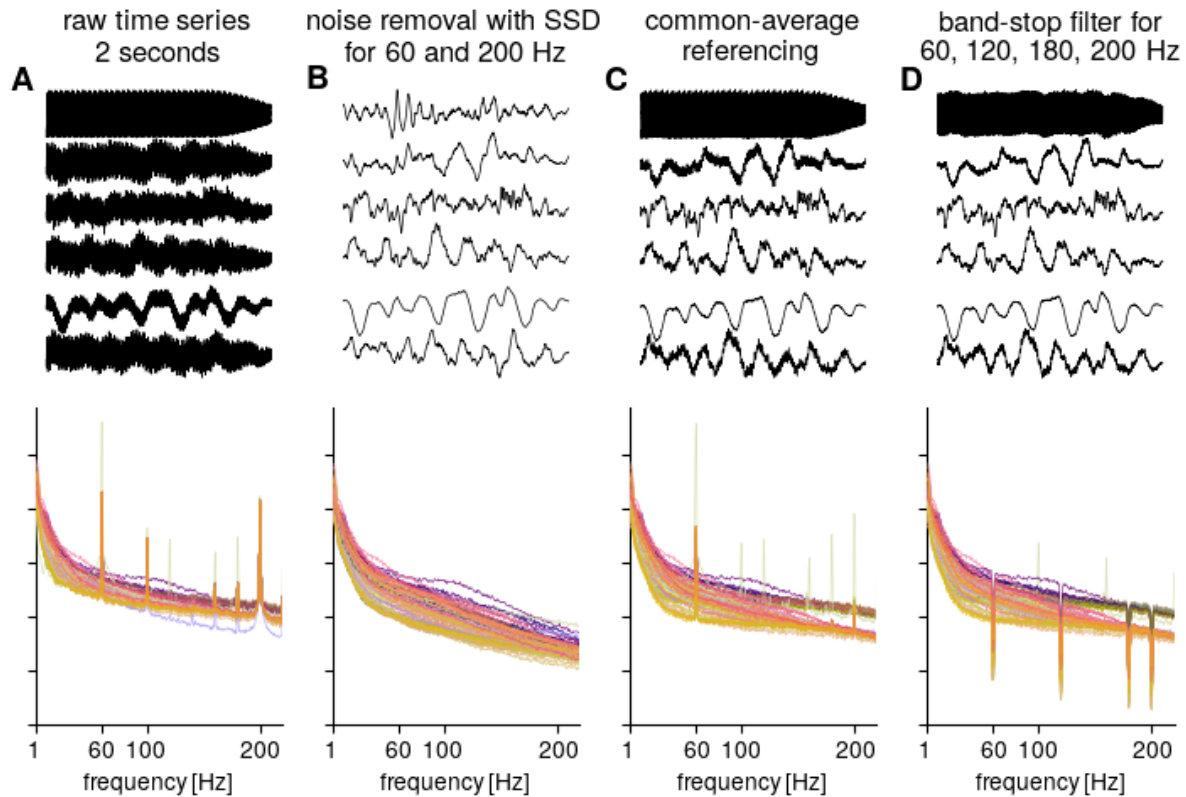 raw time series
2 seconds
noise removal with SSD
for 60 and 200 Hz
common-average
referencing
band-stop filter for
60, 120, 180, 200 Hz
A
B
C
D
1 60 100 200
frequency [Hz]
1 60 100 200
frequency [Hz]
1 60 100 200
frequency [Hz]
1 60 100 200
frequency [Hz]